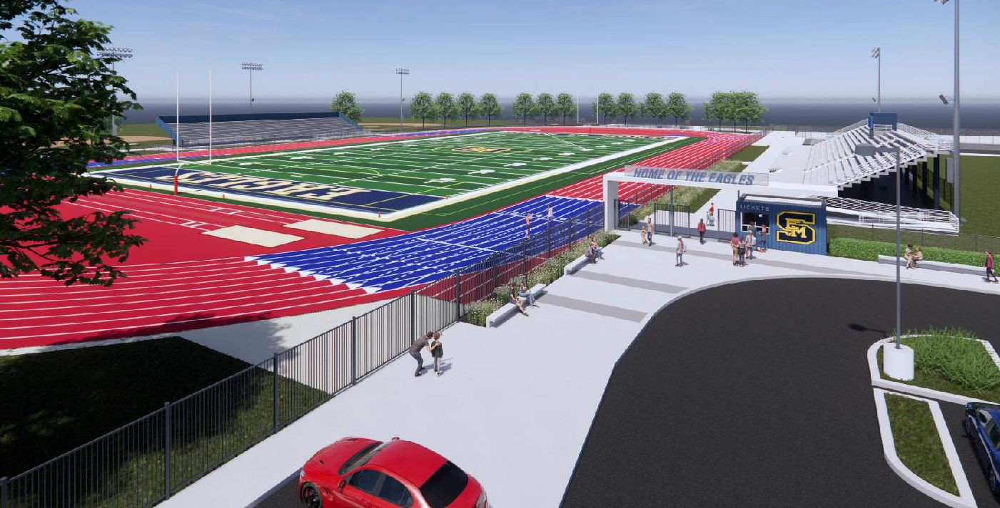 HOME OF THE EAGLES
TICKETS
SM
EAGLES